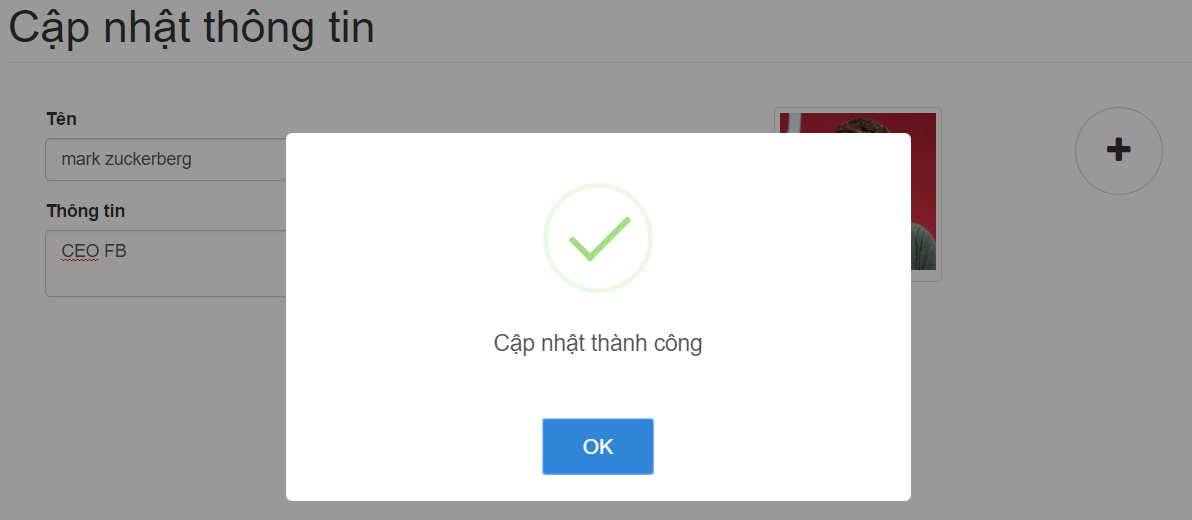 Cập nhật thông tin
Tên
mark zuckerberg
Thông tin
CEO FB
Cập nhật thành công
OK